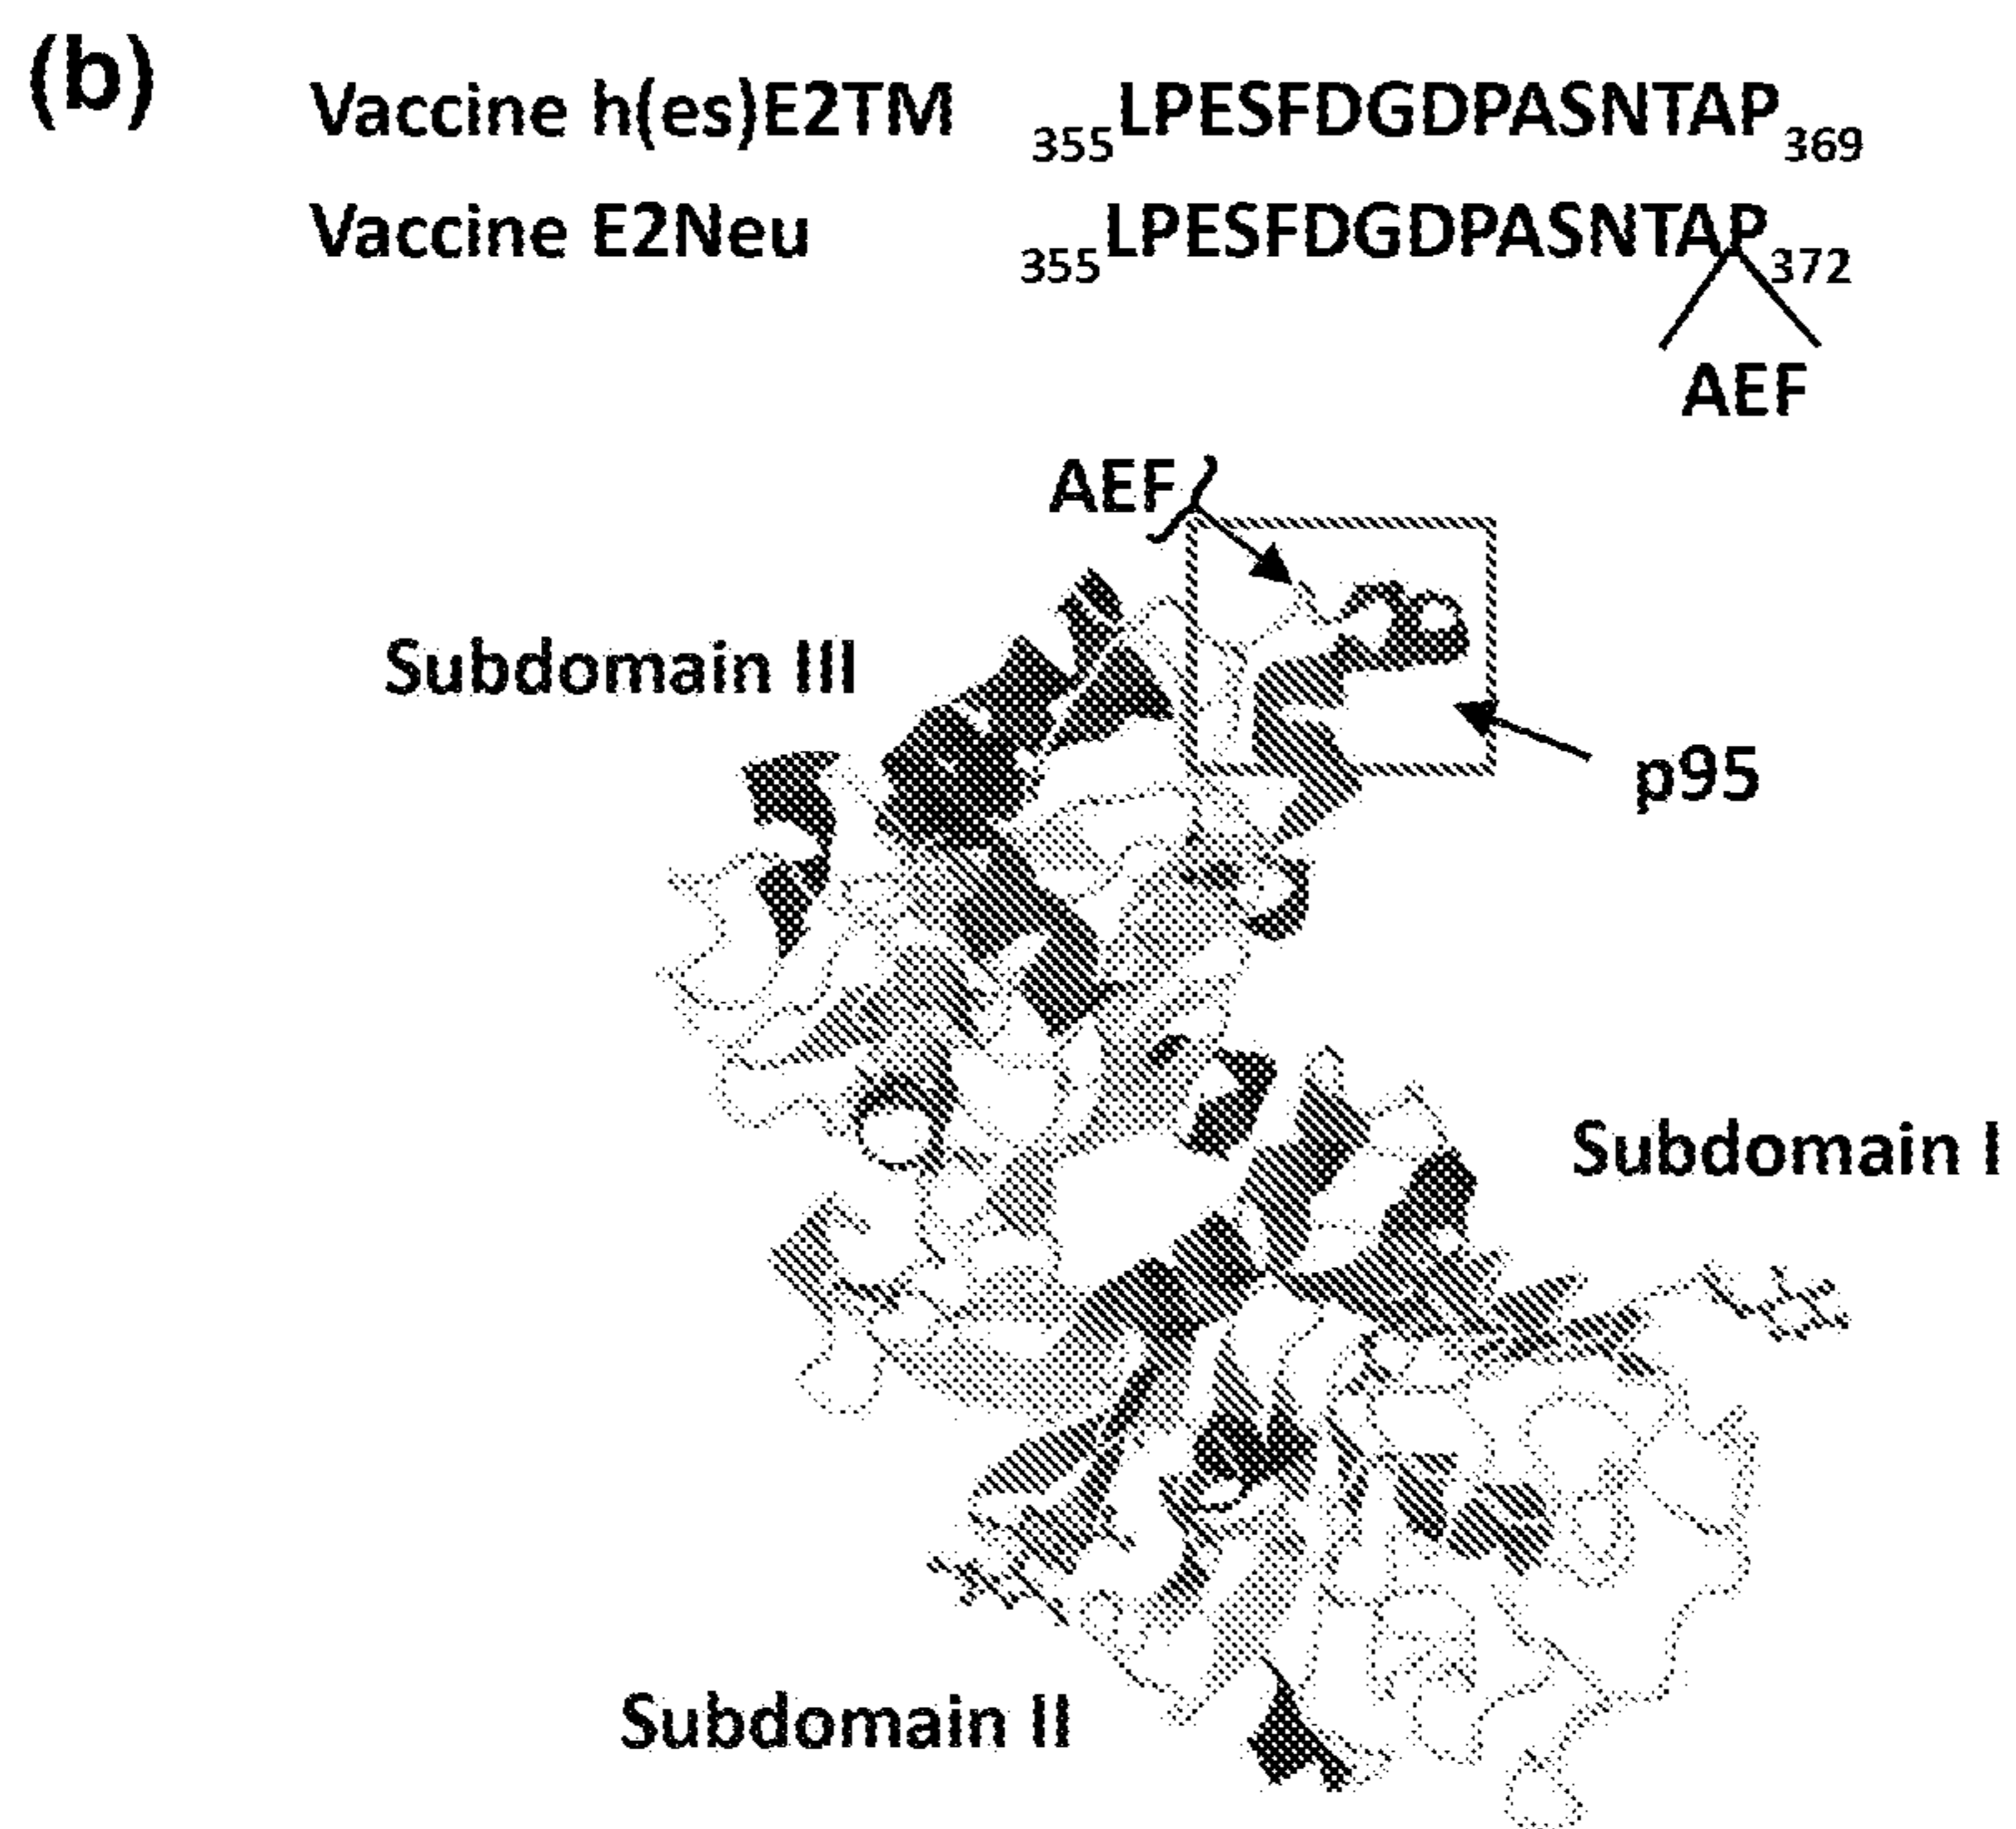 (b)
Vaccine h(es)E2TM 355LPESFDGDPASNTAP369
Vaccine E2Neu 355LPESFDGDPASNTAP372
AEF
AEF
Subdomain III
p95
Subdomain I
Subdomain II